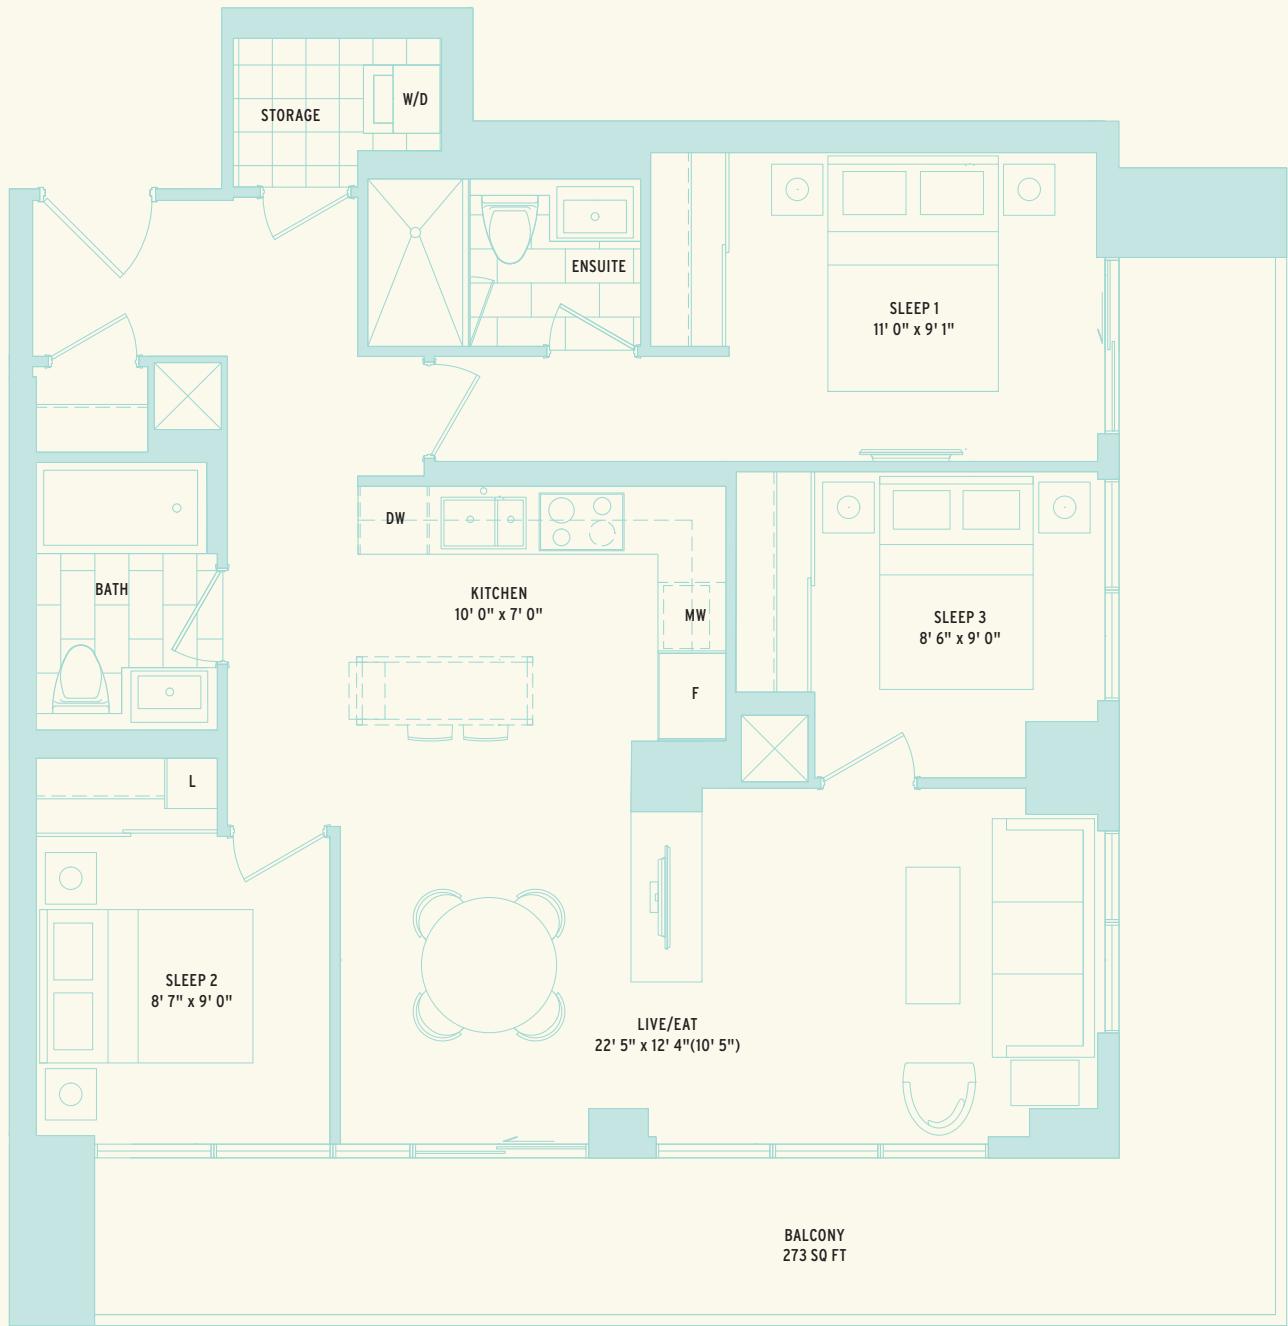 W/D
STORAGE
ENSUITE
SLEEP 1
11' 0" x 9' 1"
DW
BATH
KITCHEN
10' 0" x 7' 0"
MW
SLEEP 3
8' 6" x 9' 0"
F
L
SLEEP 2
8' 7" x 9' 0"
LIVE/EAT
22' 5" x 12' 4"(10' 5")
BALCONY
273 SQ FT